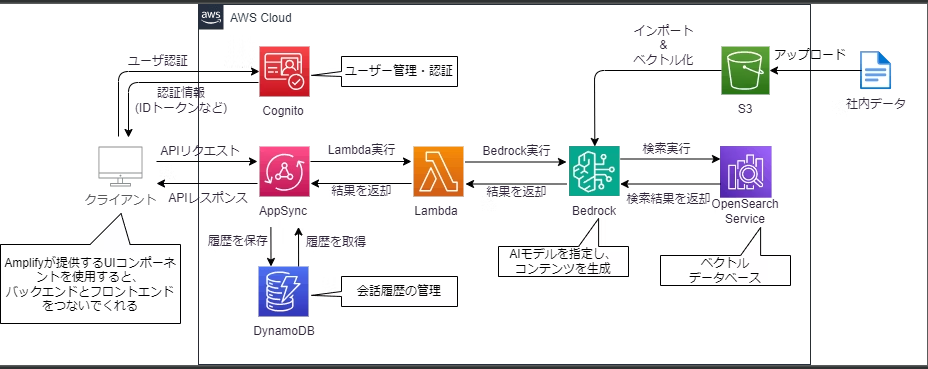 aws
AWS Cloud
ユーザ認証
認証情報
(IDトークンなど)
Cognito
ユーザー管理・認証
インポート
&
ベクトル化
アップロード
S3
社内データ
クライアント
APIリクエスト
APIレスポンス
AppSync
Lambda実行
結果を返却
Lambda
Bedrock実行
結果を返却
Bedrock
検索実行
検索結果を返却
OpenSearch
Service
Amplifyが提供するUIコンポーネ
ントを使用すると、
バックエンドとフロントエンド
をつないでくれる
履歴を保存
履歴を取得
DynamoDB
会話履歴の管理
AIモデルを指定し、
コンテンツを生成
ベクトル
データベース